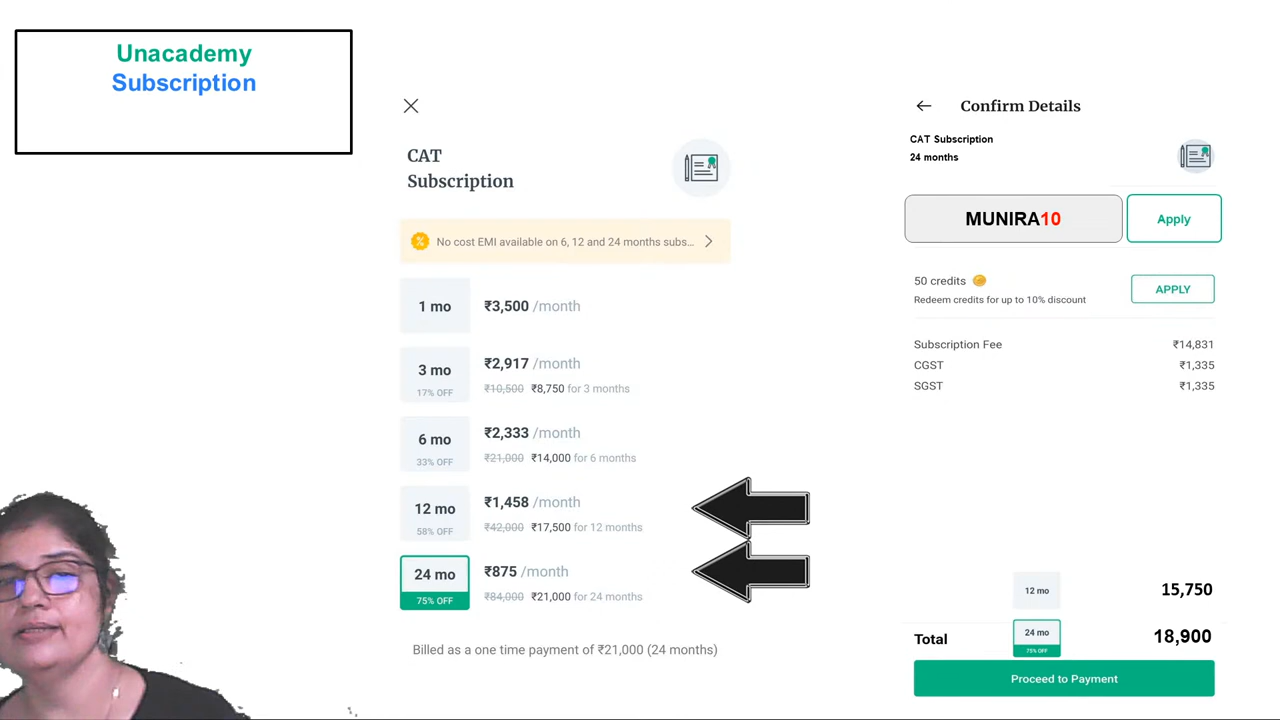 Unacademy
Subscription
CAT
Subscription
No cost EMI available on 6, 12 and 24 months subs...
1 mo
₹3,500 /month
3 mo
17% OFF
₹2,917 /month
₹10,500 ₹8,750 for 3 months
6 mo
33% OFF
₹2,333 /month
₹21,000 ₹14,000 for 6 months
12 mo
58% OFF
₹1,458 /month
₹42,000 ₹17,500 for 12 months
24 mo
75% OFF
₹875 /month
₹84,000 ₹21,000 for 24 months
Billed as a one time payment of ₹21,000 (24 months)
Confirm Details
CAT Subscription
24 months
MUNIRA10
Apply
50 credits
Redeem credits for up to 10% discount
APPLY
Subscription Fee ₹14,831
CGST ₹1,335
SGST ₹1,335
12 mo 15,750
Total 24 mo 18,900
75% OFF
Proceed to Payment